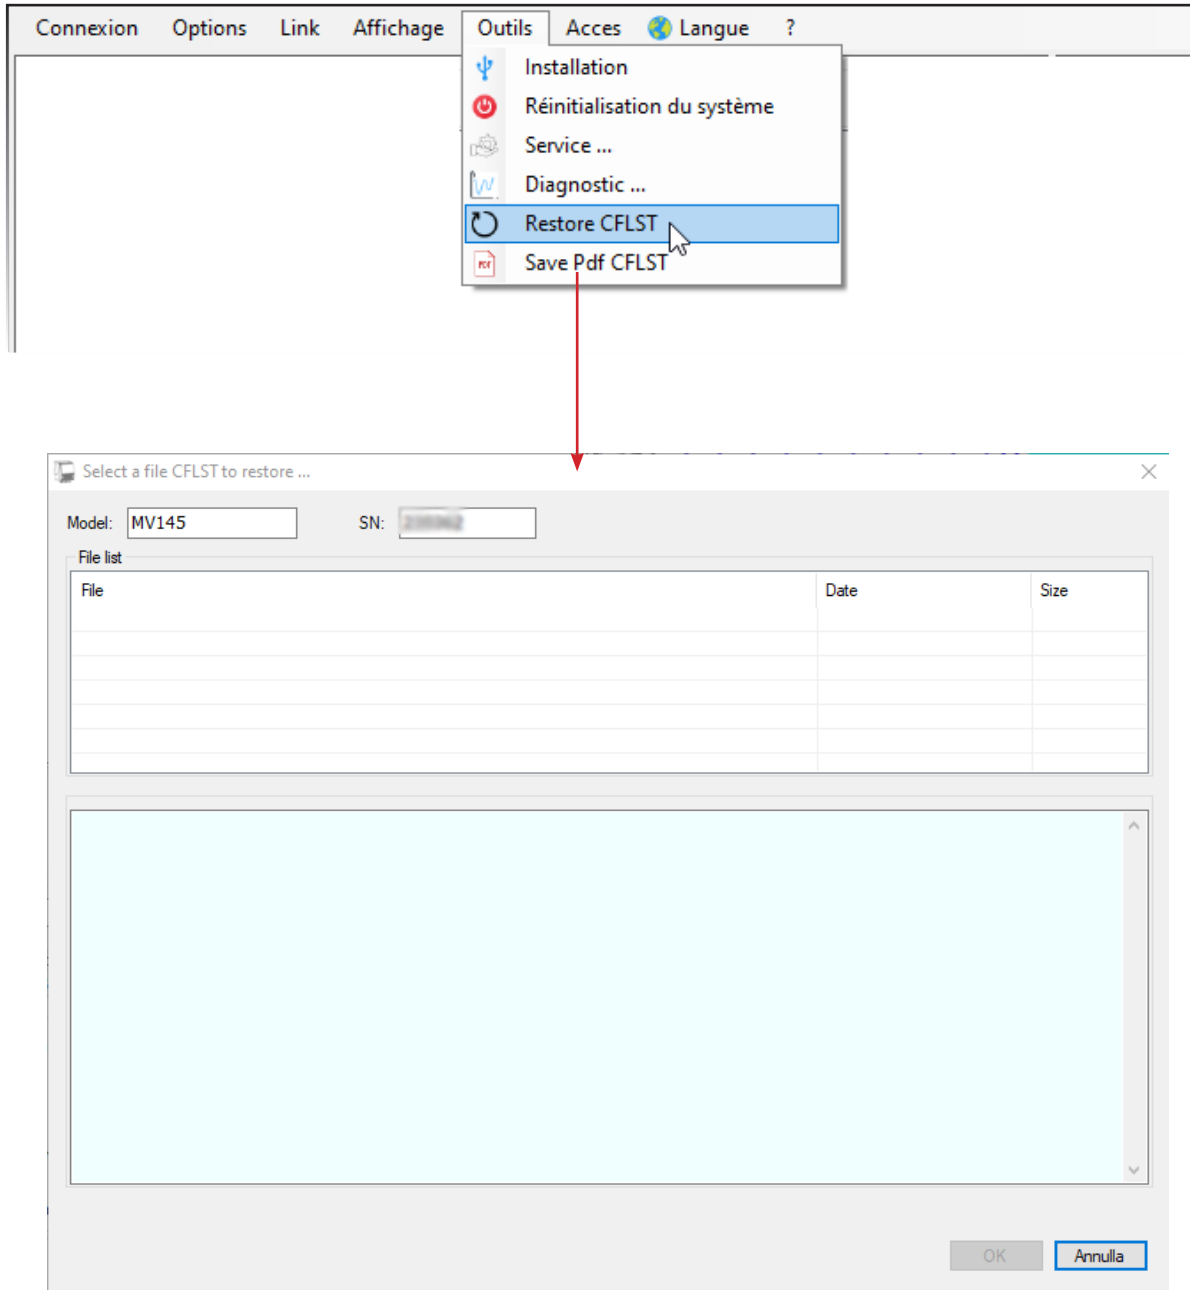 Connexion Options Link Affichage Outils Acces Langue ?
Installation
Réinitialisation du système
Service ...
Diagnostic ...
Restore CFLST
PDF Save Pdf CFLST
Select a file CFLST to restore ...
Model: MV145 SN:
File list
File Date Size
OK Annulla